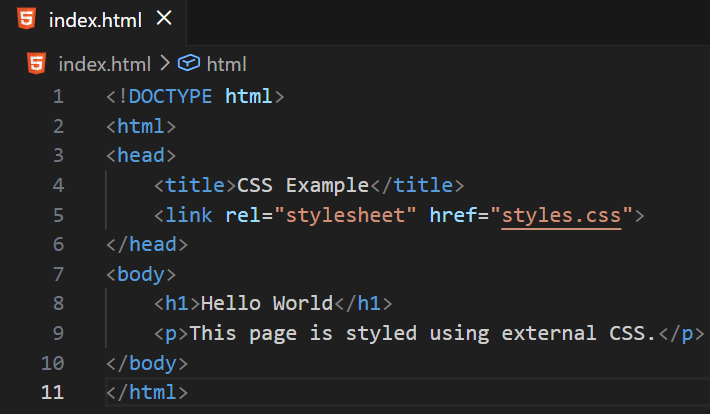 index.html
index.html > html
1 <!DOCTYPE html>
2 <html>
3 <head>
4     <title>CSS Example</title>
5     <link rel="stylesheet" href="styles.css">
6 </head>
7 <body>
8     <h1>Hello World</h1>
9     <p>This page is styled using external CSS.</p>
10 </body>
11 </html>